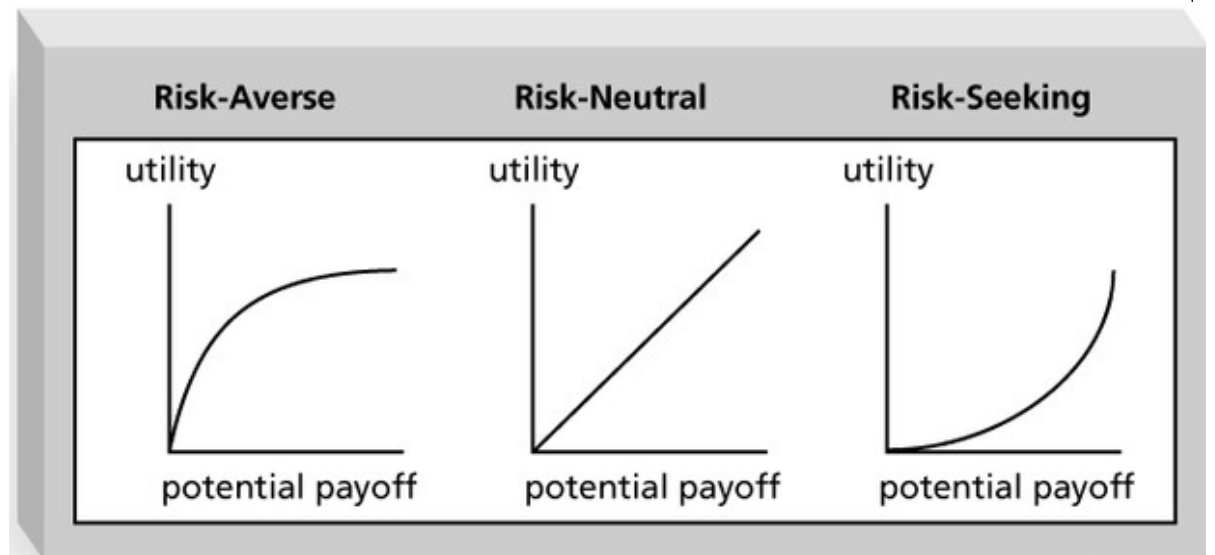 Risk-Averse
Risk-Neutral
Risk-Seeking
utility
utility
utility
potential payoff
potential payoff
potential payoff